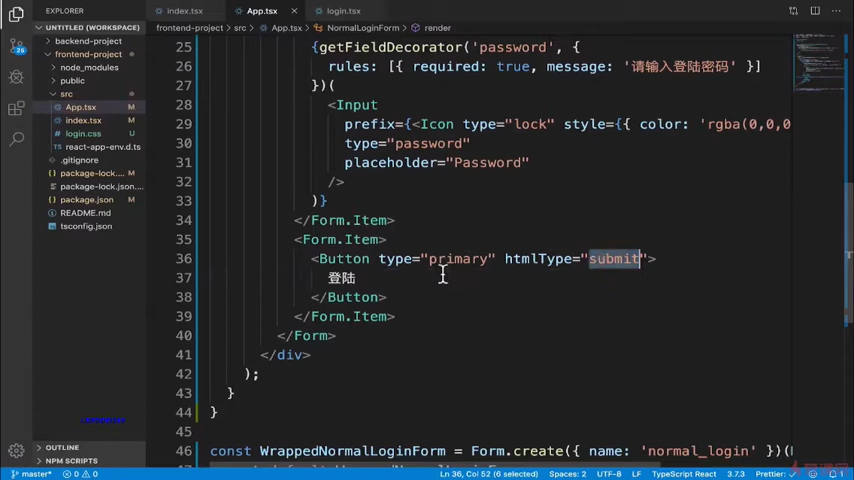 EXPLORER
index.tsx
App.tsx
login.tsx
UNTITLED (WORKSPACE)
frontend-project > src > App.tsx > NormalLoginForm > render
backend-project
frontend-project
node_modules
public
src
App.tsx M
index.tsx M
login.css U
react-app-env.d.ts
.gitignore
package-lock.... M
package-lock.json....
package.json M
README.md
tsconfig.json
25 {getFieldDecorator('password', {
26 rules: [{ required: true, message: '请输入登陆密码' }]
27 })(
28 <Input
29 prefix={<Icon type="lock" style={{ color: 'rgba(0,0,0
30 type="password"
31 placeholder="Password"
32 />
33 )}
34 </Form.Item>
35 <Form.Item>
36 <Button type="primary" htmlType="submit">
37 登陆
38 </Button>
39 </Form.Item>
40 </Form>
41 </div>
42 );
43 }
44 }
45
46 const WrappedNormalLoginForm = Form.create({ name: 'normal_login' })(
OUTLINE
NPM SCRIPTS
25
master* 0 0 Ln 36, Col 52 (6 selected) Spaces: 2 UTF-8 LF TypeScript React 3.7.3 Prettier: ✓ 1